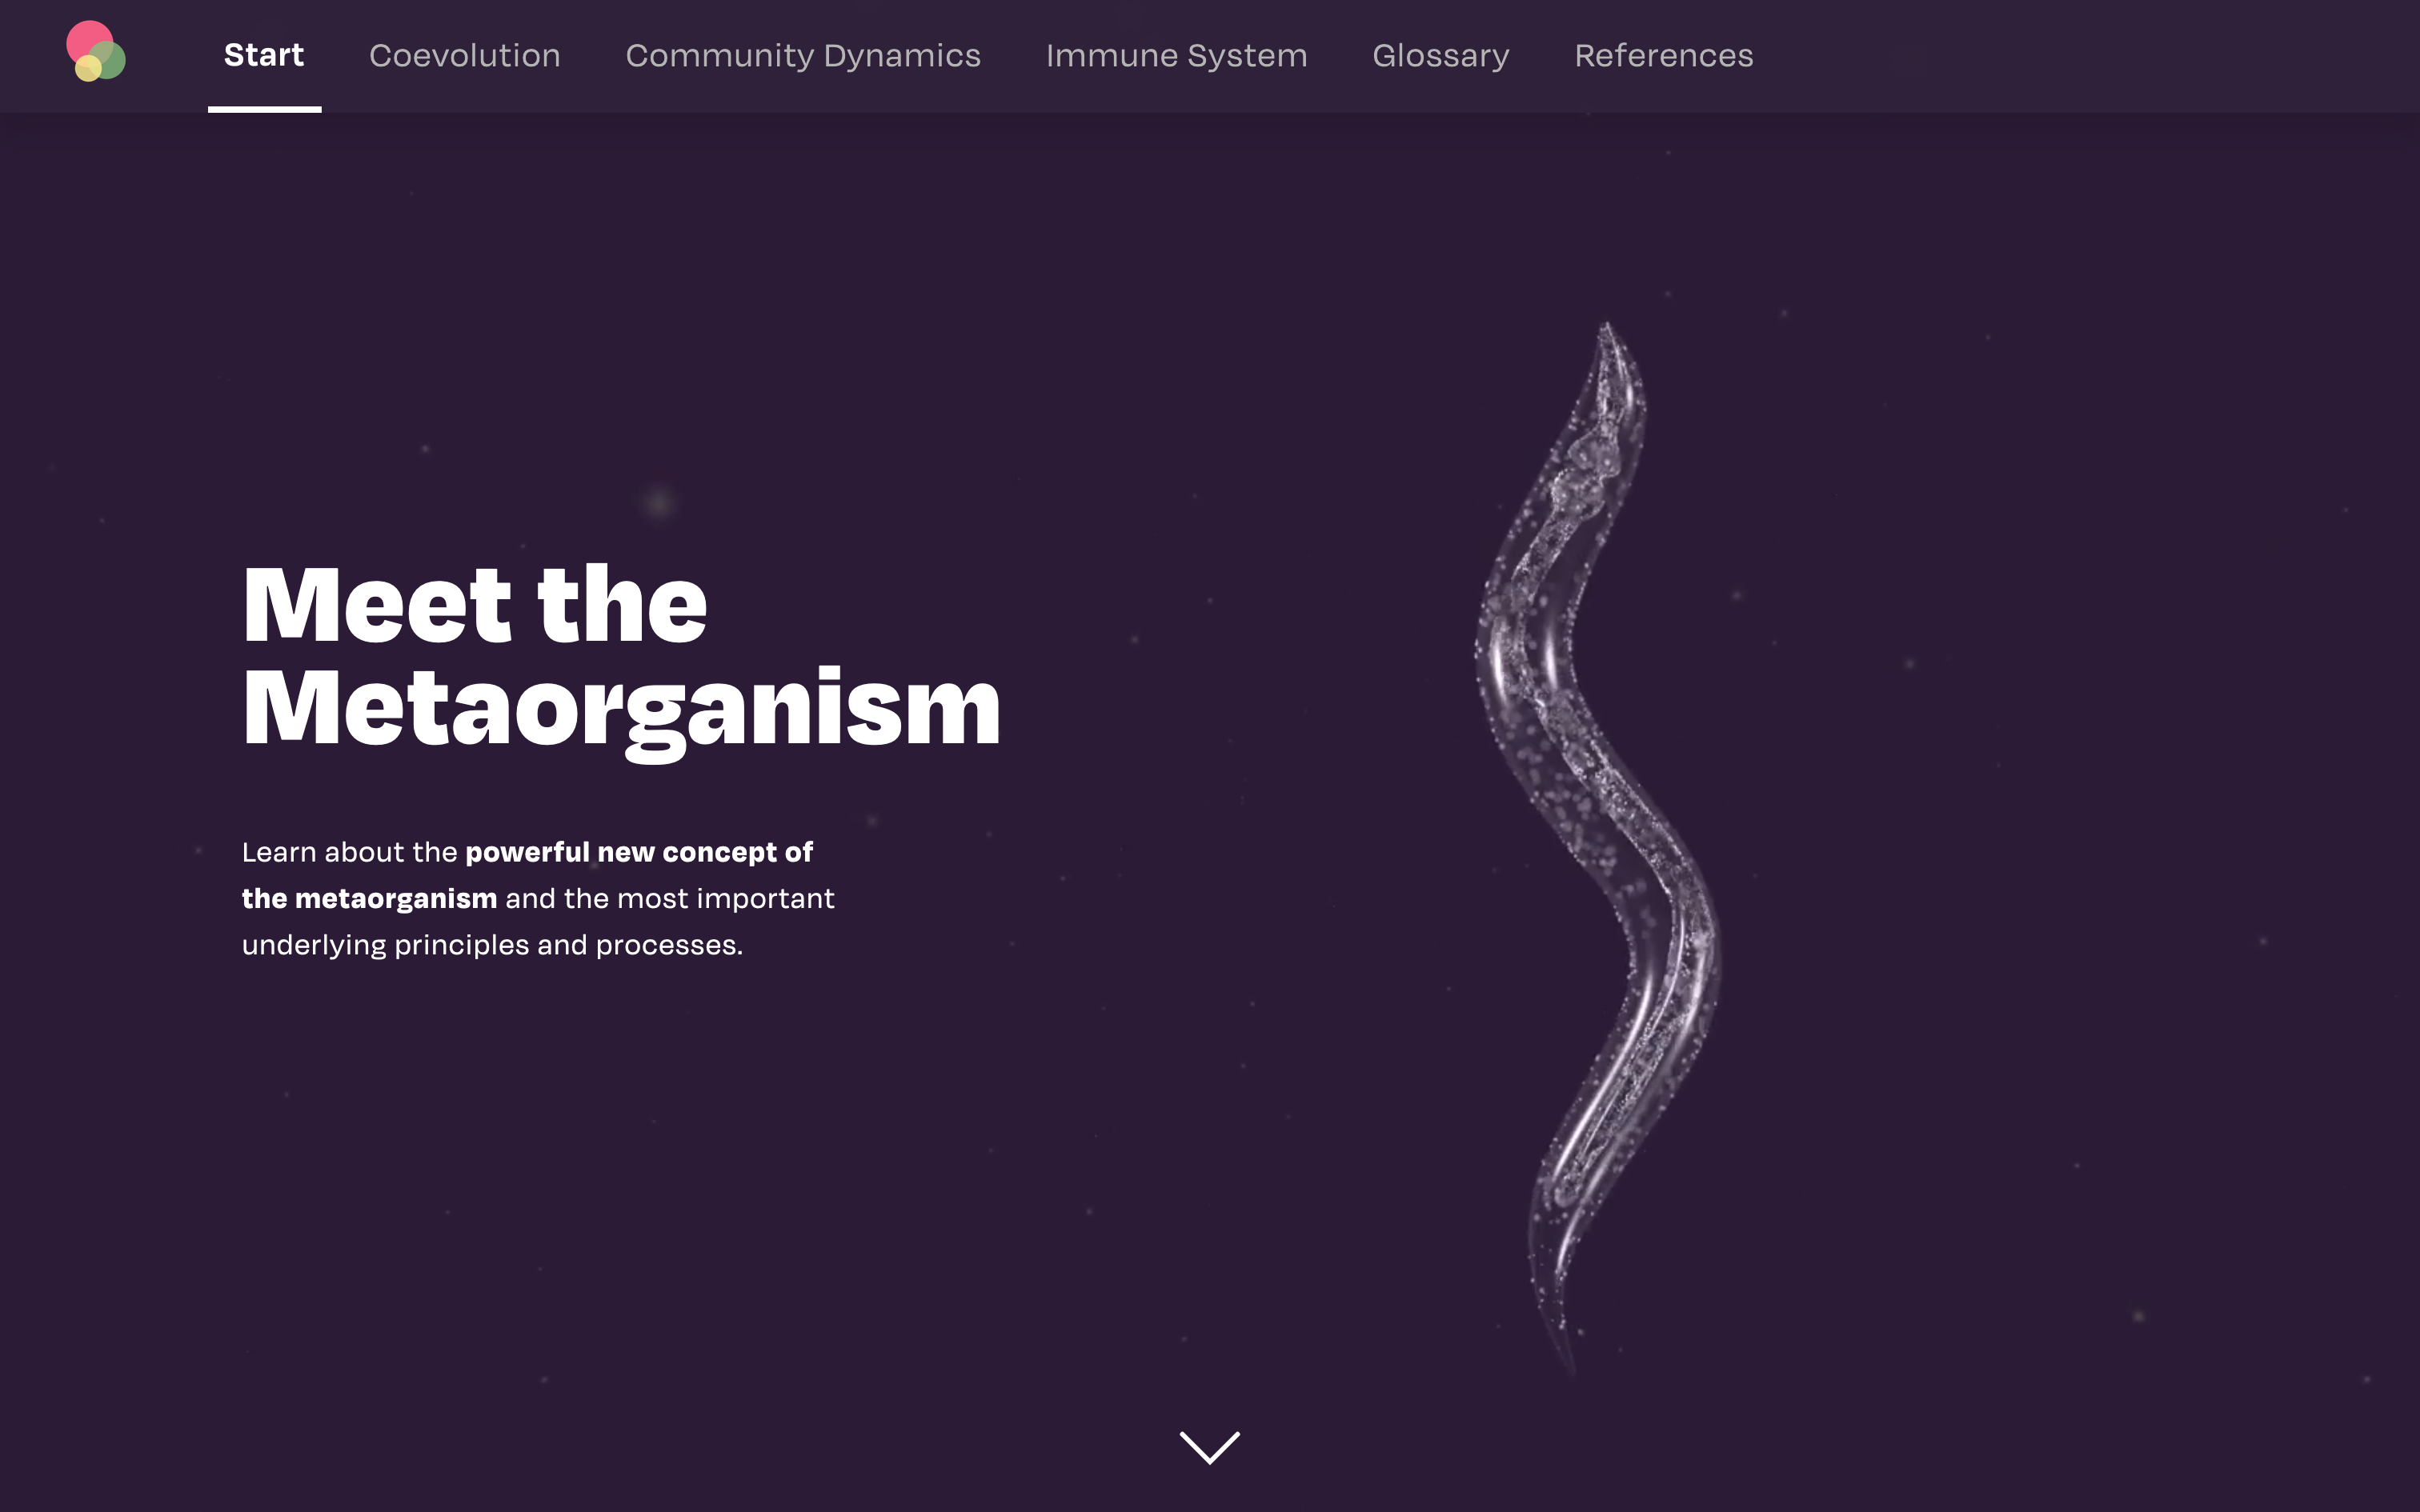 Start Coevolution Community Dynamics Immune System Glossary References
Meet the
Metaorganism
Learn about the powerful new concept of
the metaorganism and the most important
underlying principles and processes.